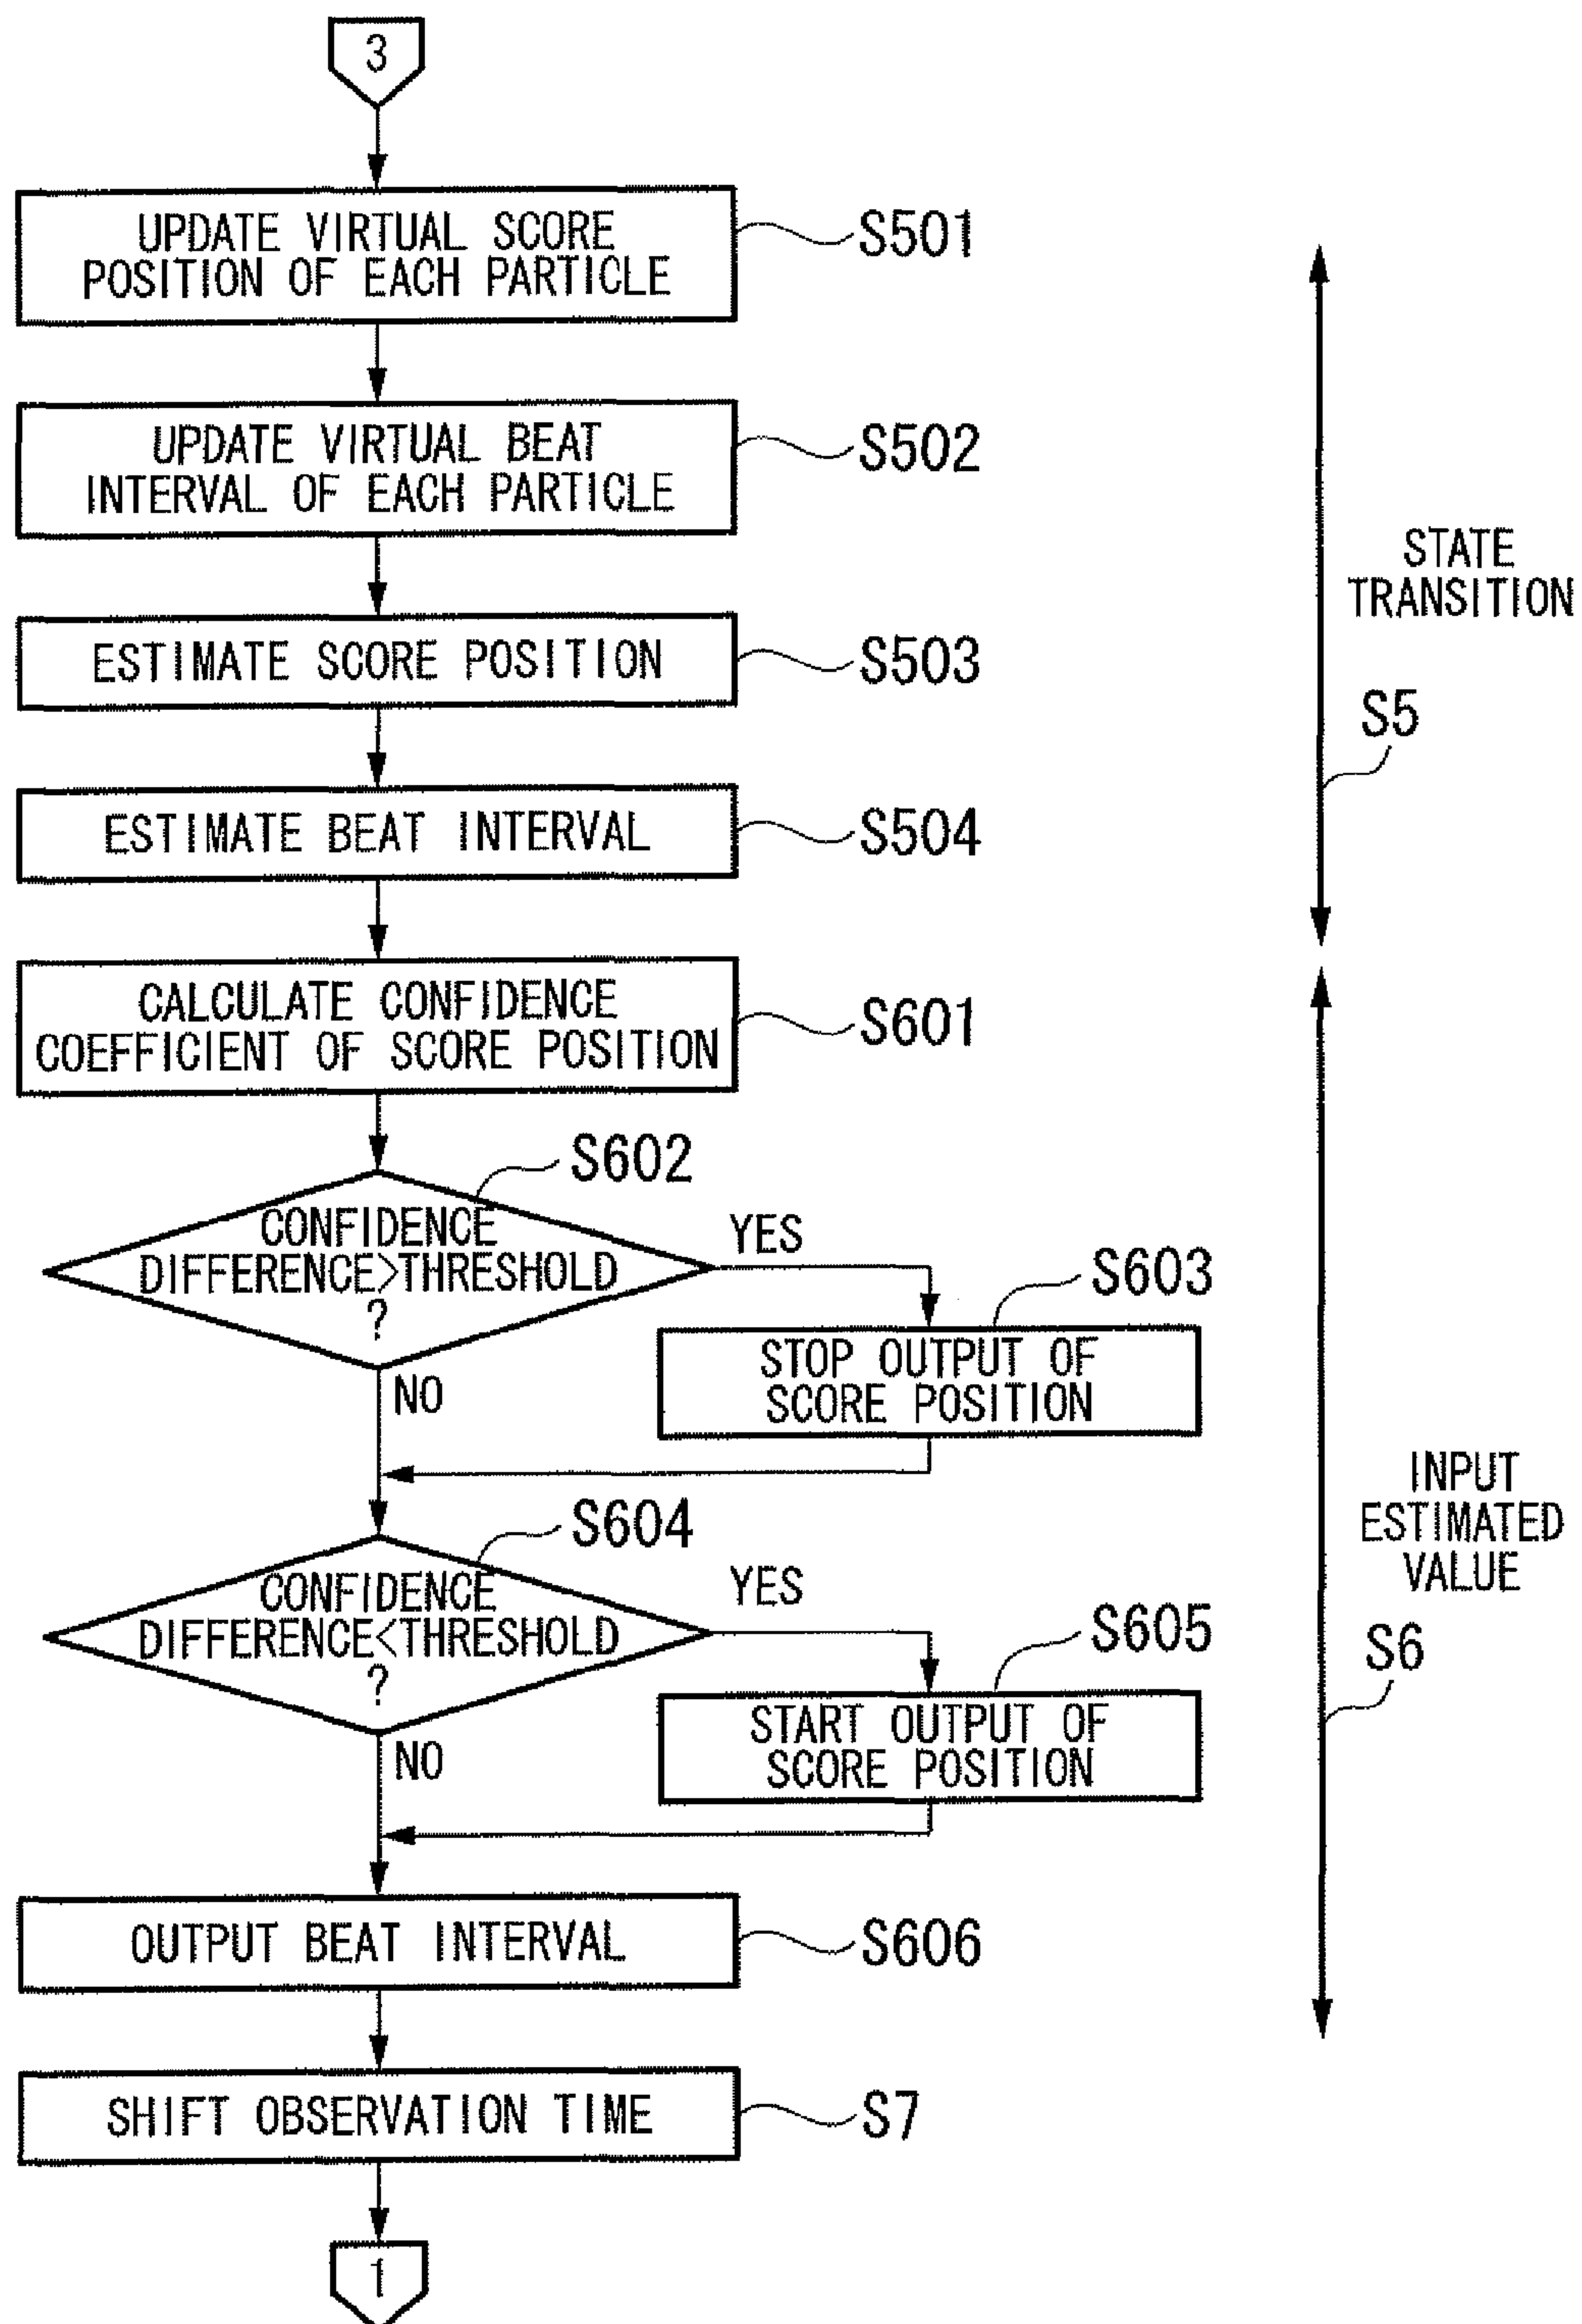 3
UPDATE VIRTUAL SCORE
POSITION OF EACH PARTICLE
S501
UPDATE VIRTUAL BEAT
INTERVAL OF EACH PARTICLE
S502
STATE
TRANSITION
ESTIMATE SCORE POSITION
S503
S5
ESTIMATE BEAT INTERVAL
S504
CALCULATE CONFIDENCE
COEFFICIENT OF SCORE POSITION
S601
S602
CONFIDENCE
DIFFERENCE>THRESHOLD
?
YES
NO
S603
STOP OUTPUT OF
SCORE POSITION
INPUT
ESTIMATED
VALUE
S604
CONFIDENCE
DIFFERENCE<THRESHOLD
?
YES
NO
S605
START OUTPUT OF
SCORE POSITION
S6
OUTPUT BEAT INTERVAL
S606
SHIFT OBSERVATION TIME
S7
1